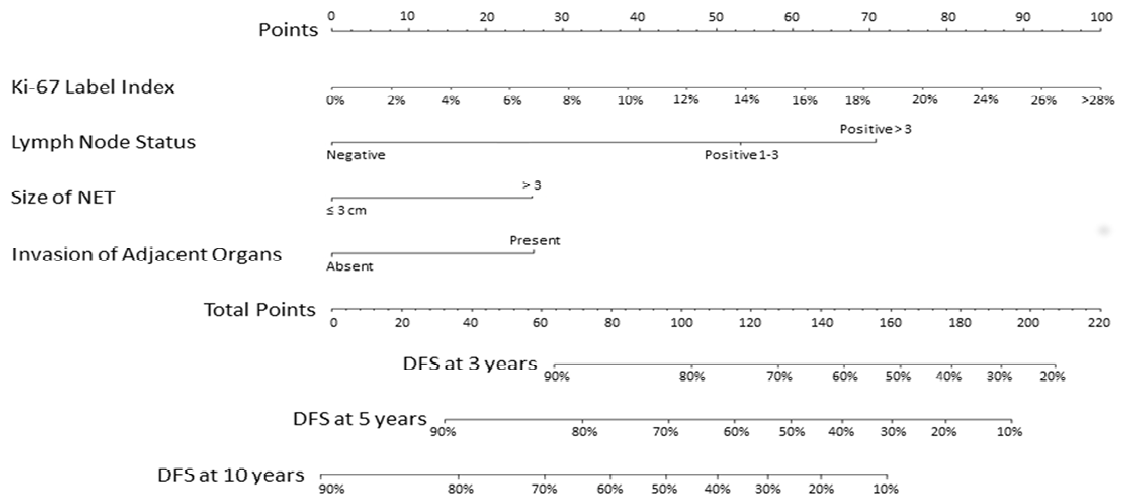 0 10 20 30 40 50 60 70 80 90 100
Points
Ki-67 Label Index
0% 2% 4% 6% 8% 10% 12% 14% 16% 18% 20% 24% 26% >28%
Positive>3
Lymph Node Status
Negative Positive 1-3
> 3
Size of NET
≤ 3 cm
Present
Invasion of Adjacent Organs
Absent
Total Points
0 20 40 60 80 100 120 140 160 180 200 220
DFS at 3 years
90% 80% 70% 60% 50% 40% 30% 20%
DFS at 5 years
90% 80% 70% 60% 50% 40% 30% 20% 10%
DFS at 10 years
90% 80% 70% 60% 50% 40% 30% 20% 10%